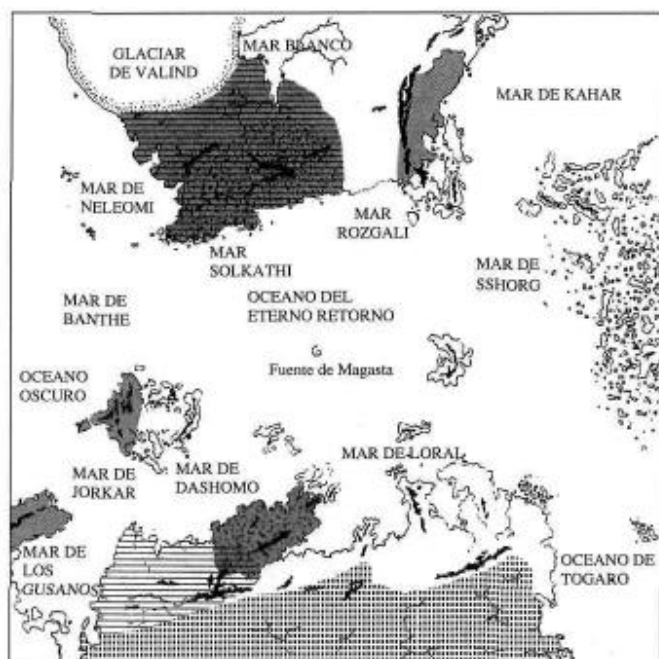 GLACIAR
DE VALIND
MAR BLANCO
MAR DE KAHAR
MAR DE
NELEOMI
MAR
ROZGALI
MAR
SOLKATHI
MAR DE
SSHORG
MAR DE
BANTHE
OCEANO DEL
ETERNO RETORNO
Fuente de Magasta
OCEANO
OSCURO
MAR DE LORAL
MAR DE
JORKAR
MAR DE
DASHOMO
MAR DE
LOS
GUSANOS
OCEANO DE
TOGARO